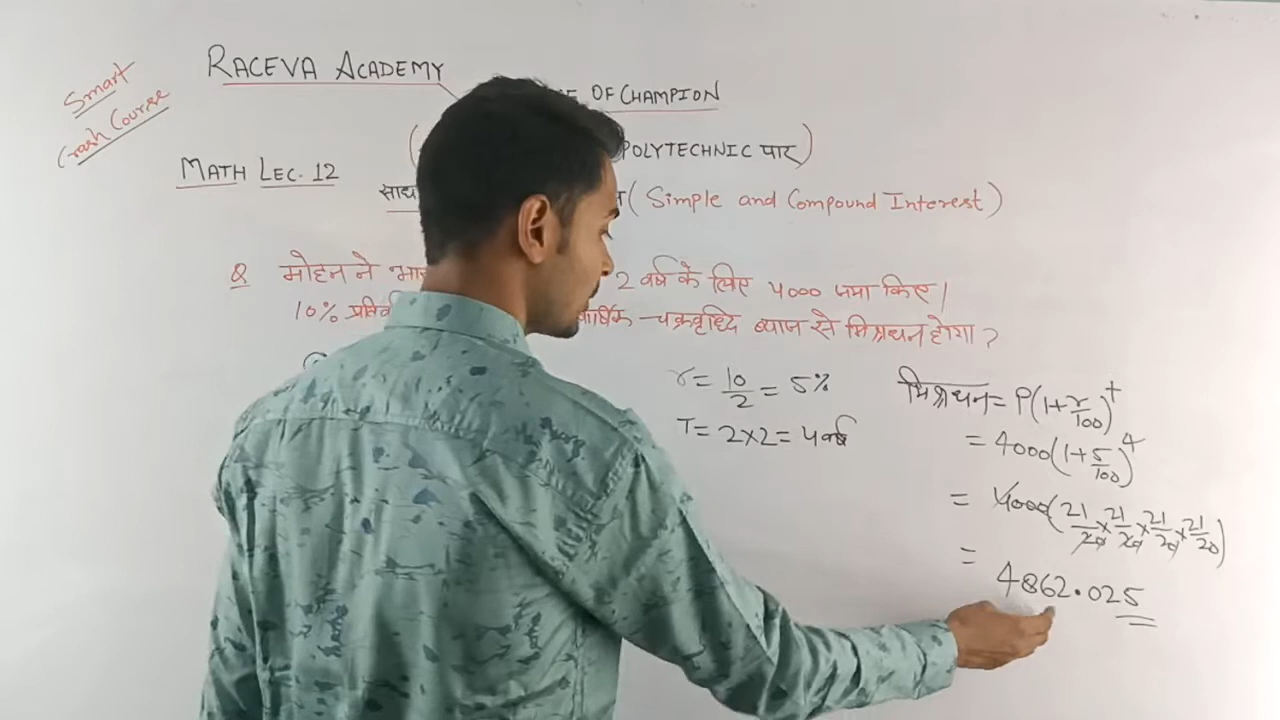 Smart
Crash Course
RACEVA ACADEMY
OF CHAMPION
( POLYTECHNIC पार)
MATH LEC. 12
(Simple and Compound Interest)
Q मोहन ने 2 वर्ष के लिए 4000 जमा किए।
10% चक्रवृद्धि ब्याज से मिश्रधन होगा?
r = 10/2 = 5%
T = 2×2 = 4 वर्ष
मिश्रधन = P(1+r/100)^t
= 4000(1+5/100)^4
= 4000(21/20×21/20×21/20×21/20)
= 4862.025